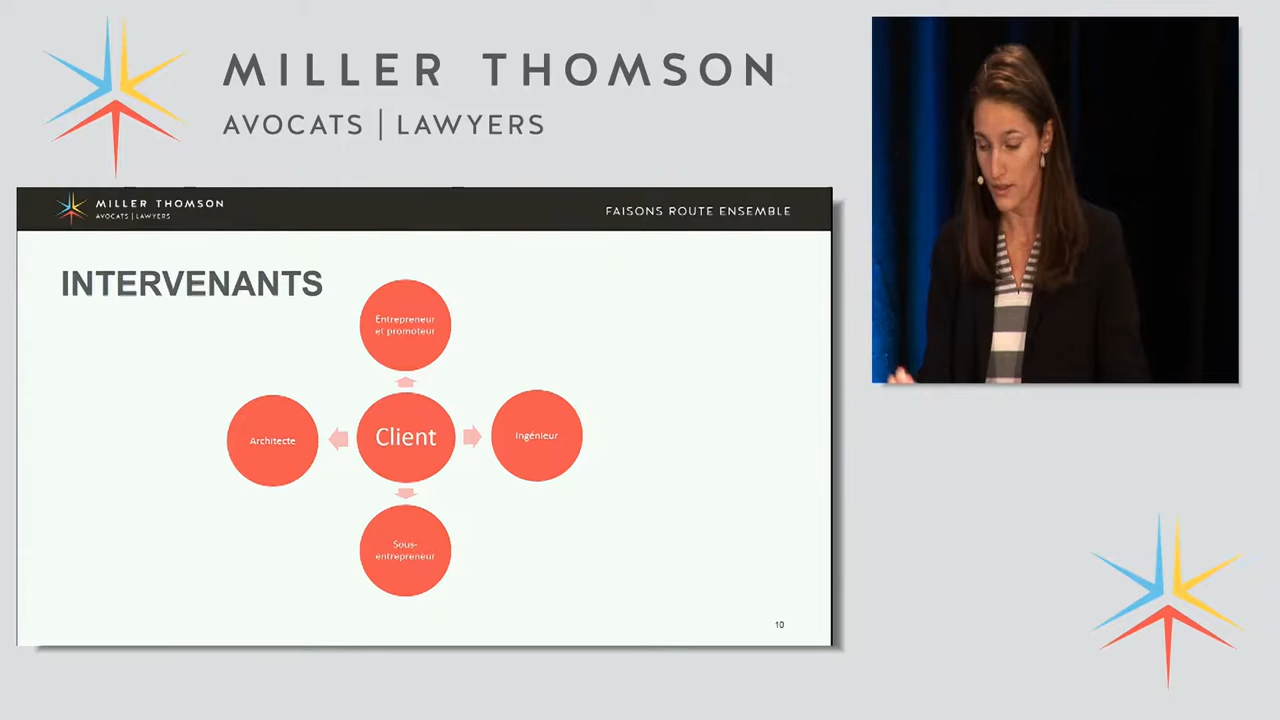 MILLER THOMSON
AVOCATS | LAWYERS
MILLER THOMSON
AVOCATS | LAWYERS
FAISONS ROUTE ENSEMBLE
INTERVENANTS
Entrepreneur
et promoteur
Architecte
Client
Ingénieur
Sous-
entrepreneur
10